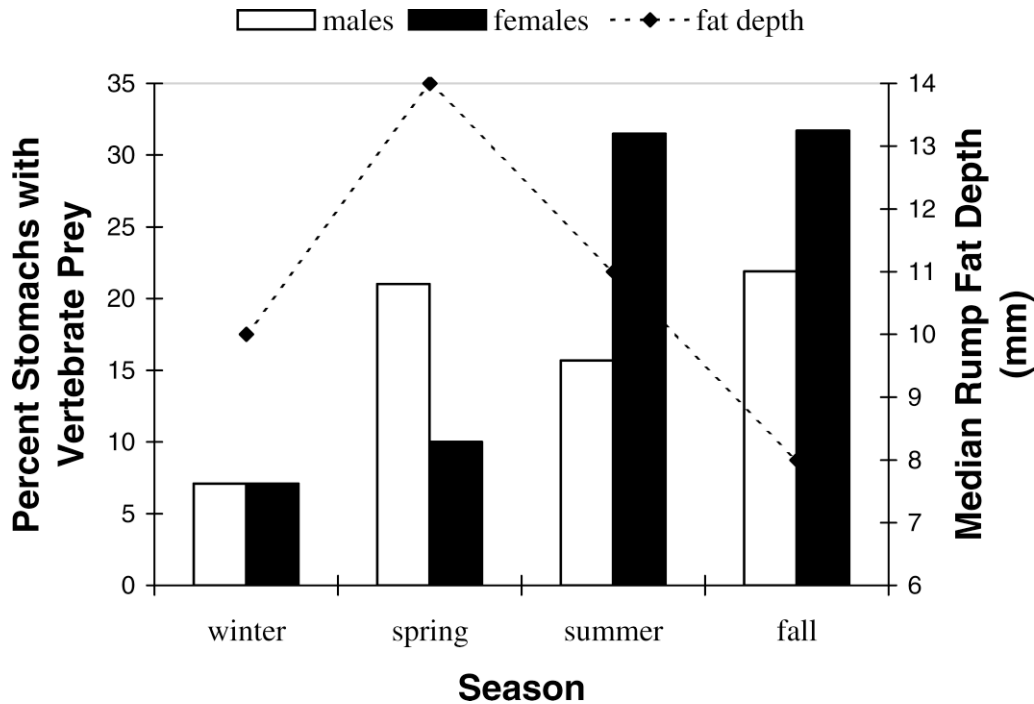 males females fat depth
Percent Stomachs with
Vertebrate Prey
35
30
25
20
15
10
5
0
14
13
12
11
10
9
8
7
6
Median Rump Fat Depth
(mm)
winter spring summer fall
Season